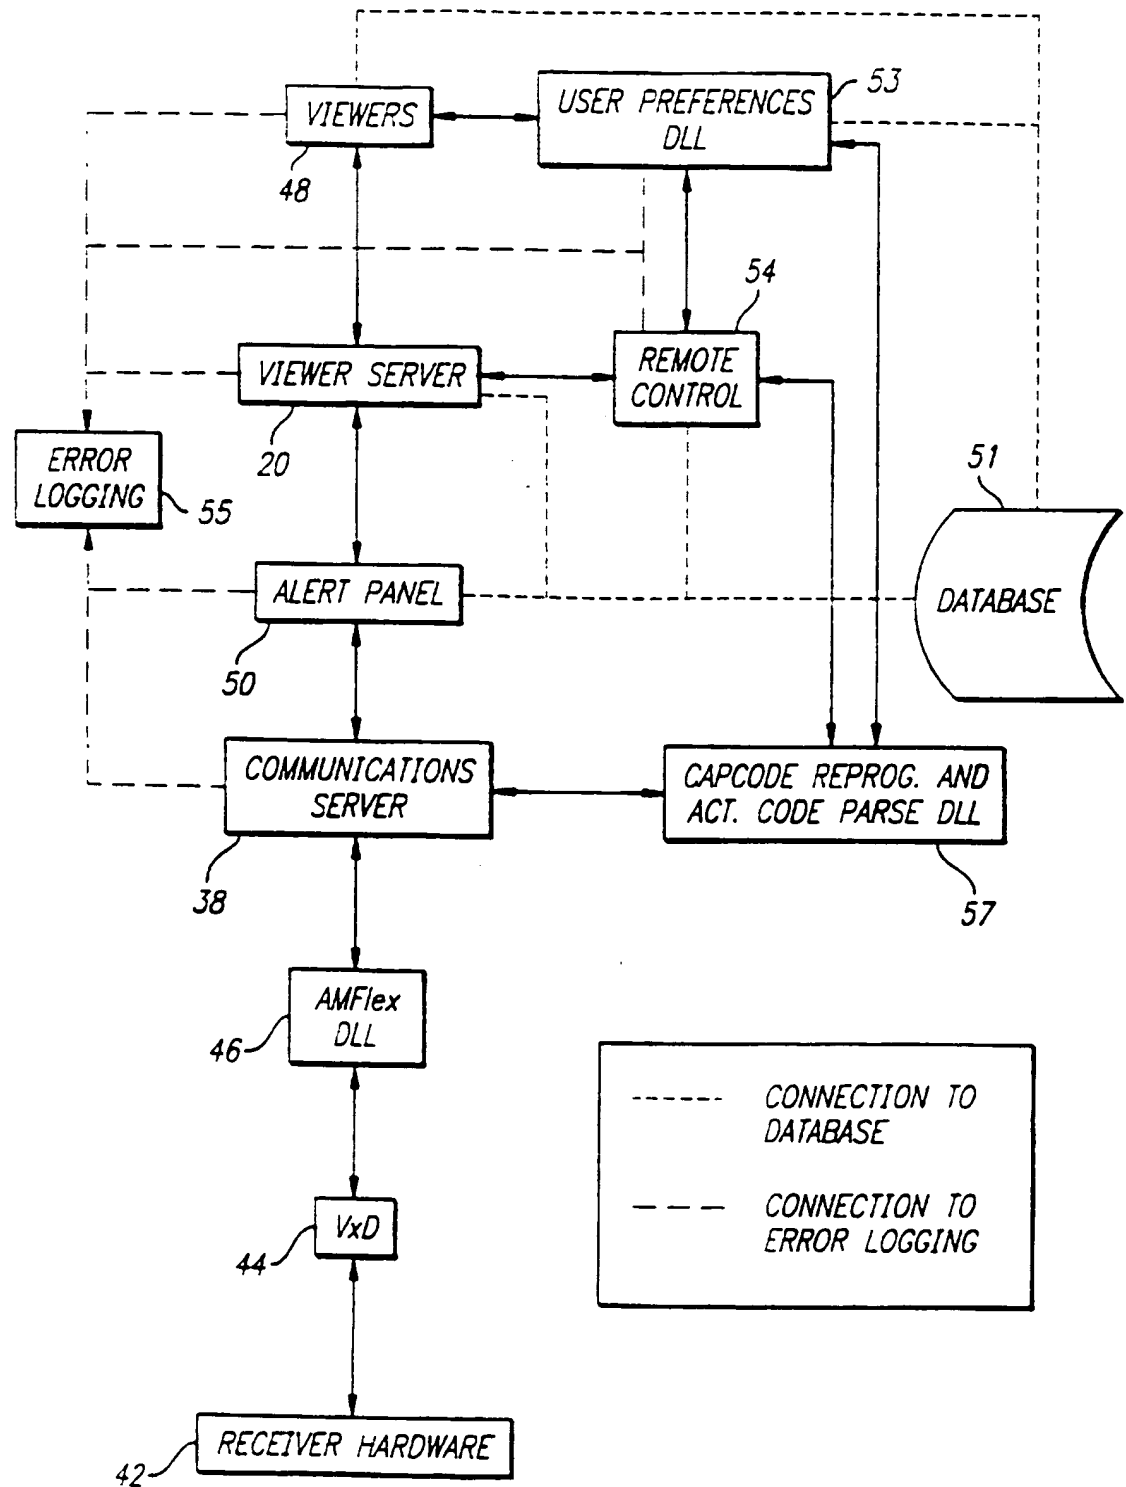 53
VIEWERS
USER PREFERENCES
DLL
48
54
VIEWER SERVER
REMOTE
CONTROL
20
ERROR
LOGGING
55
51
ALERT PANEL
DATABASE
50
COMMUNICATIONS
SERVER
CAPCODE REPROG. AND
ACT. CODE PARSE DLL
38
57
AMFlex
DLL
46
CONNECTION TO
DATABASE
VxD
44
CONNECTION TO
ERROR LOGGING
RECEIVER HARDWARE
42